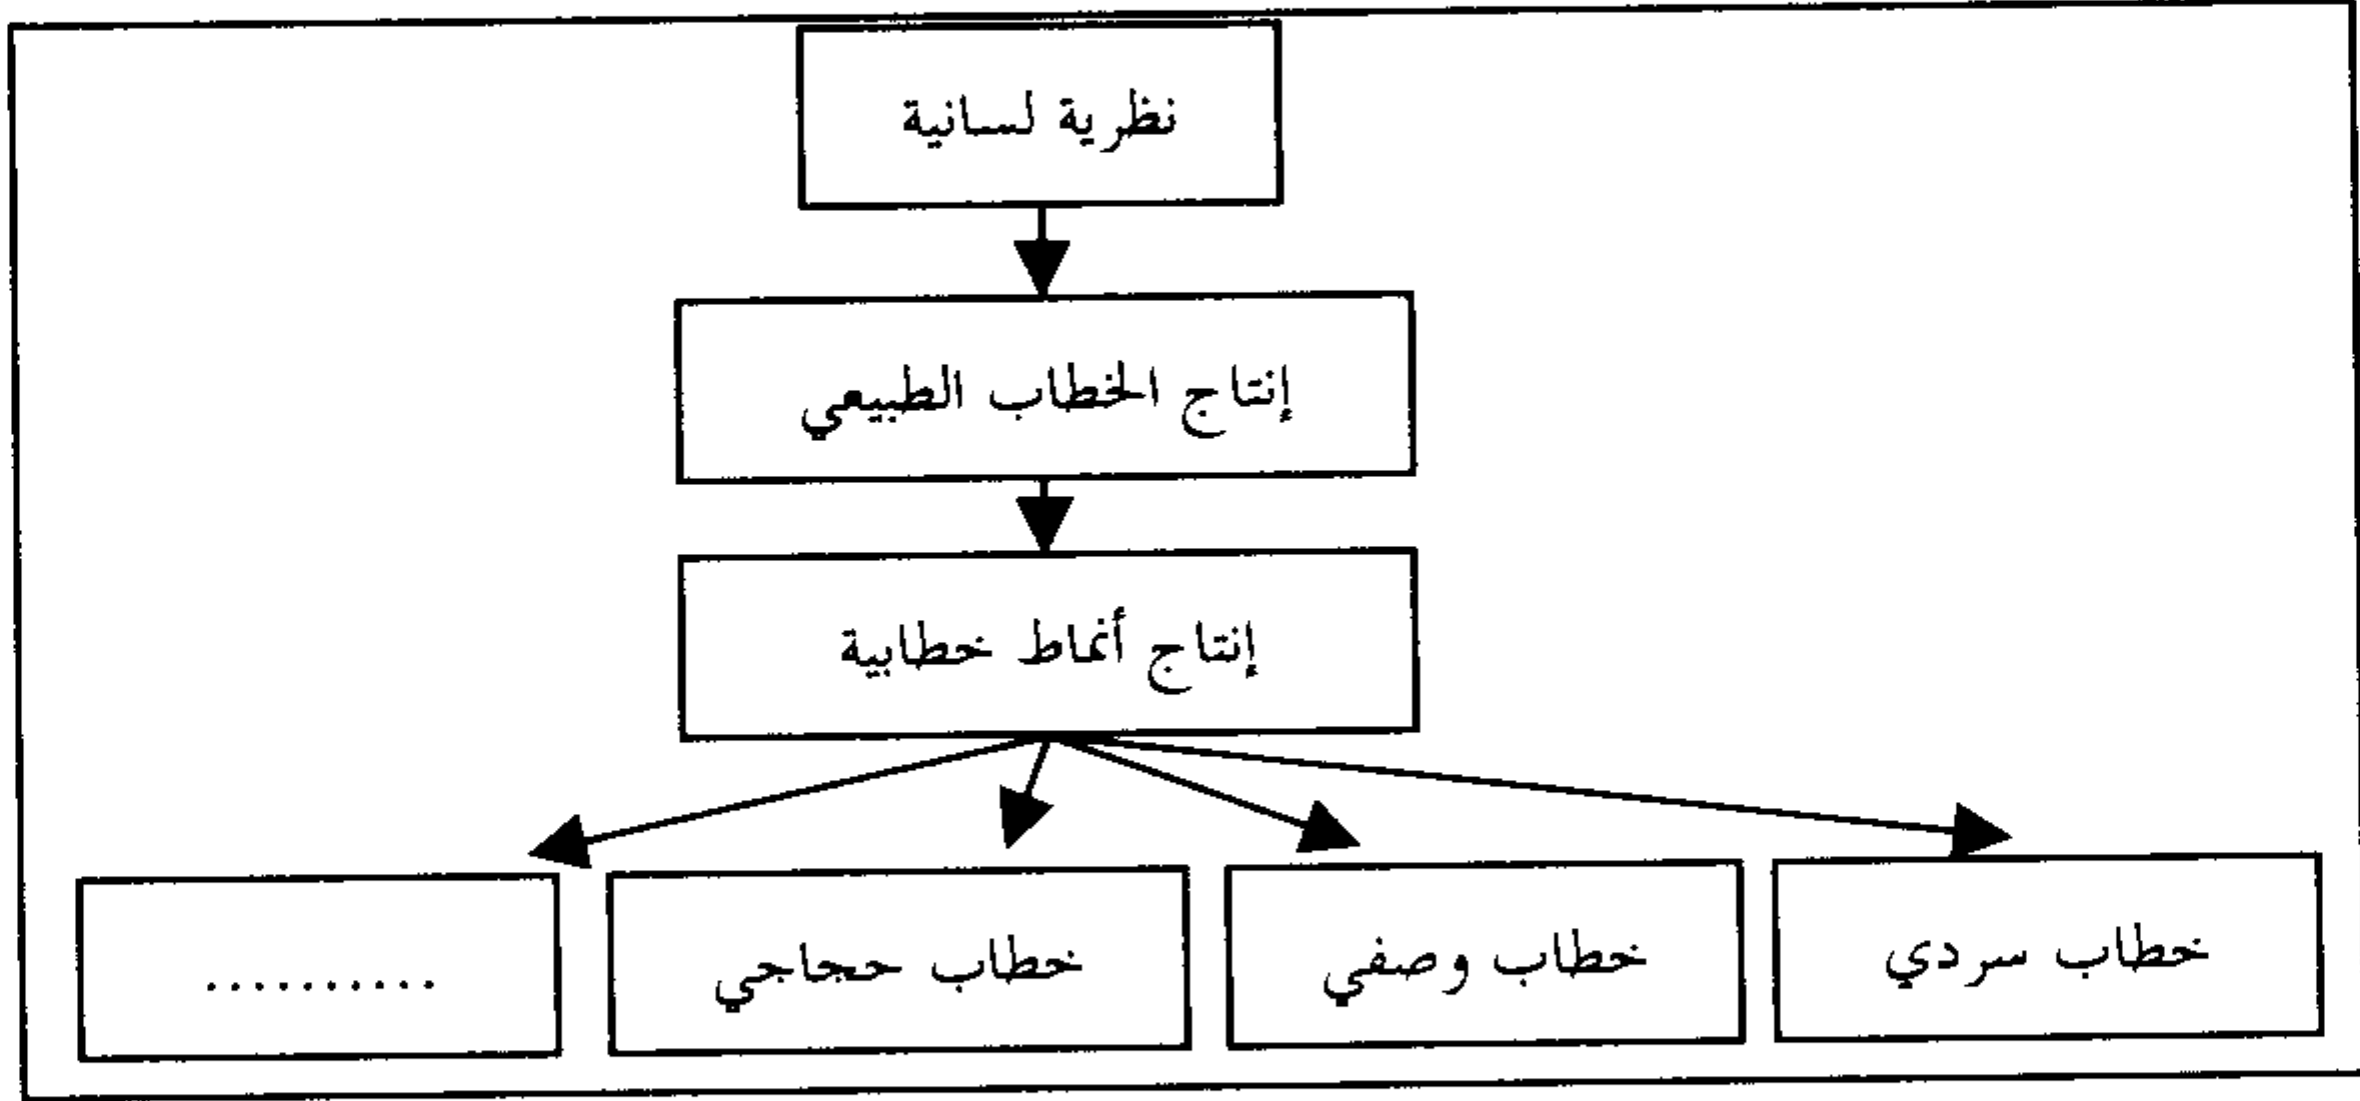 نظرية لسانية
إنتاج الخطاب الطبيعي
إنتاج أنماط خطابية
خطاب سردي
خطاب وصفي
خطاب حجاجي
..........